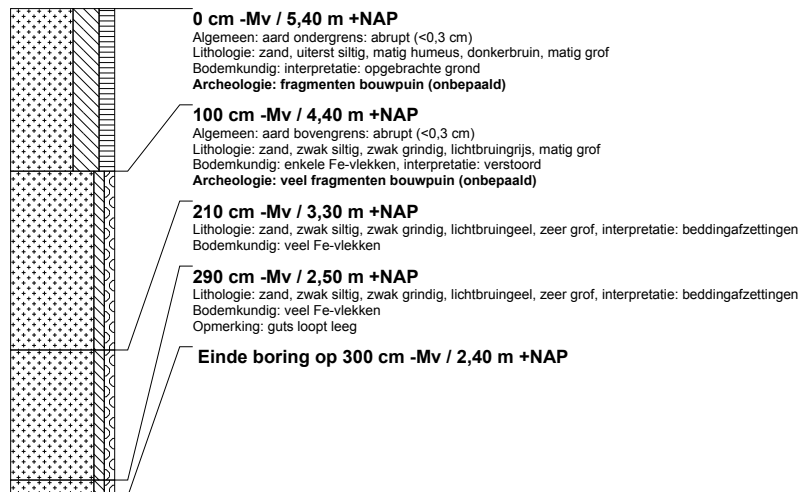 0 cm -Mv / 5,40 m +NAP
Algemeen: aard ondergrens: abrupt (<0,3 cm)
Lithologie: zand, uiterst siltig, matig humeus, donkerbruin, matig grof
Bodemkundig: interpretatie: opgebrachte grond
Archeologie: fragmenten bouwpuin (onbepaald)
100 cm -Mv / 4,40 m +NAP
Algemeen: aard bovengrens: abrupt (<0,3 cm)
Lithologie: zand, zwak siltig, zwak grindig, lichtbruingrijs, matig grof
Bodemkundig: enkele Fe-vlekken, interpretatie: verstoord
Archeologie: veel fragmenten bouwpuin (onbepaald)
210 cm -Mv / 3,30 m +NAP
Lithologie: zand, zwak siltig, zwak grindig, lichtbruingeel, zeer grof, interpretatie: beddingafzettingen
Bodemkundig: veel Fe-vlekken
290 cm -Mv / 2,50 m +NAP
Lithologie: zand, zwak siltig, zwak grindig, lichtbruingeel, zeer grof, interpretatie: beddingafzettingen
Bodemkundig: veel Fe-vlekken
Opmerking: guts loopt leeg
Einde boring op 300 cm -Mv / 2,40 m +NAP